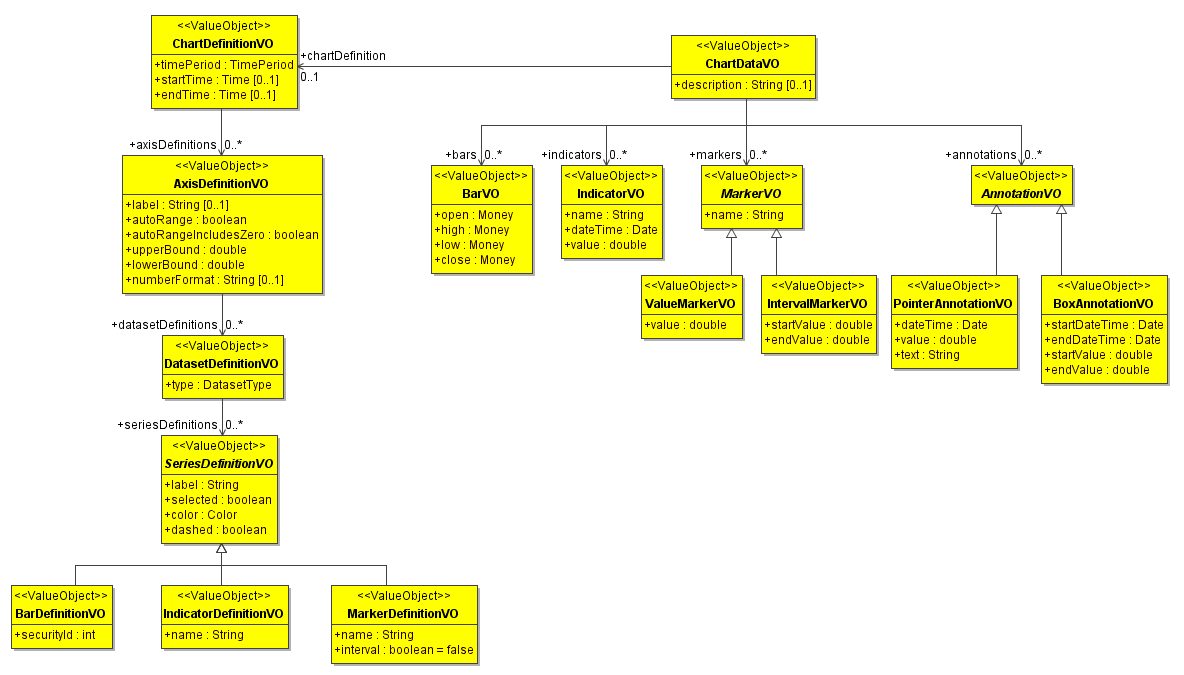 <<ValueObject>>
ChartDefinitionVO
+timePeriod : TimePeriod
+startTime : Time [0..1]
+endTime : Time [0..1]
+chartDefinition
0..1
<<ValueObject>>
ChartDataVO
+description : String [0..1]
+axisDefinitions 0..*
<<ValueObject>>
AxisDefinitionVO
+label : String [0..1]
+autoRange : boolean
+autoRangeIncludesZero : boolean
+upperBound : double
+lowerBound : double
+numberFormat : String [0..1]
+bars 0..*
<<ValueObject>>
BarVO
+open : Money
+high : Money
+low : Money
+close : Money
+indicators 0..*
<<ValueObject>>
IndicatorVO
+name : String
+dateTime : Date
+value : double
+markers 0..*
<<ValueObject>>
MarkerVO
+name : String
+annotations 0..*
<<ValueObject>>
AnnotationVO
<<ValueObject>>
ValueMarkerVO
+value : double
<<ValueObject>>
IntervalMarkerVO
+startValue : double
+endValue : double
<<ValueObject>>
PointerAnnotationVO
+dateTime : Date
+value : double
+text : String
<<ValueObject>>
BoxAnnotationVO
+startDateTime : Date
+endDateTime : Date
+startValue : double
+endValue : double
+datasetDefinitions 0..*
<<ValueObject>>
DatasetDefinitionVO
+type : DatasetType
+seriesDefinitions 0..*
<<ValueObject>>
SeriesDefinitionVO
+label : String
+selected : boolean
+color : Color
+dashed : boolean
<<ValueObject>>
BarDefinitionVO
+securityId : int
<<ValueObject>>
IndicatorDefinitionVO
+name : String
<<ValueObject>>
MarkerDefinitionVO
+name : String
+interval : boolean = false